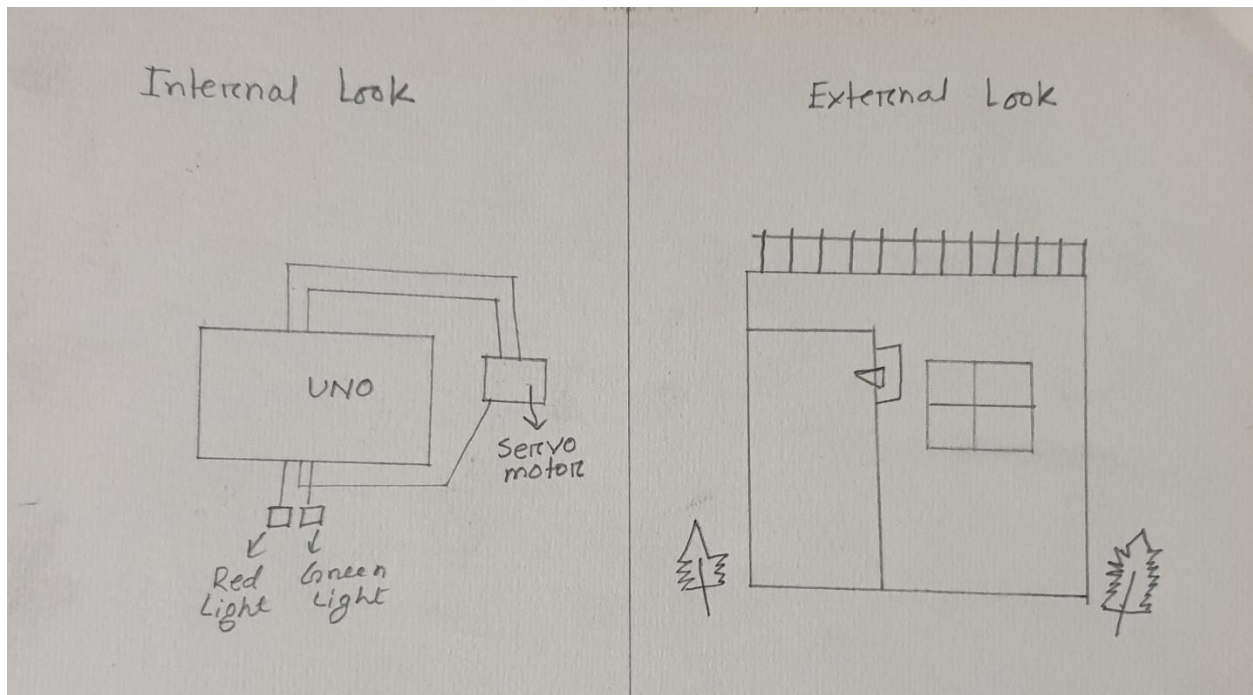 Internal Look
External Look
UNO
Servo
motor
Red
Light
Green
Light